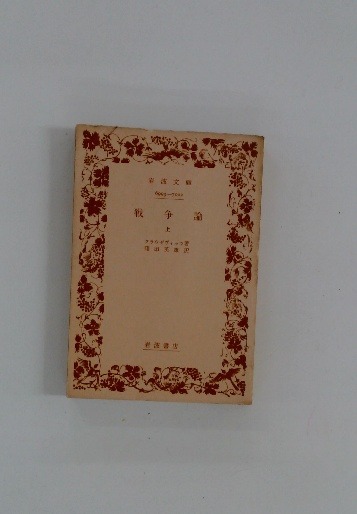 岩波文庫
戦争論
上
クラウゼヴィッツ著
篠田英雄訳
岩波書店